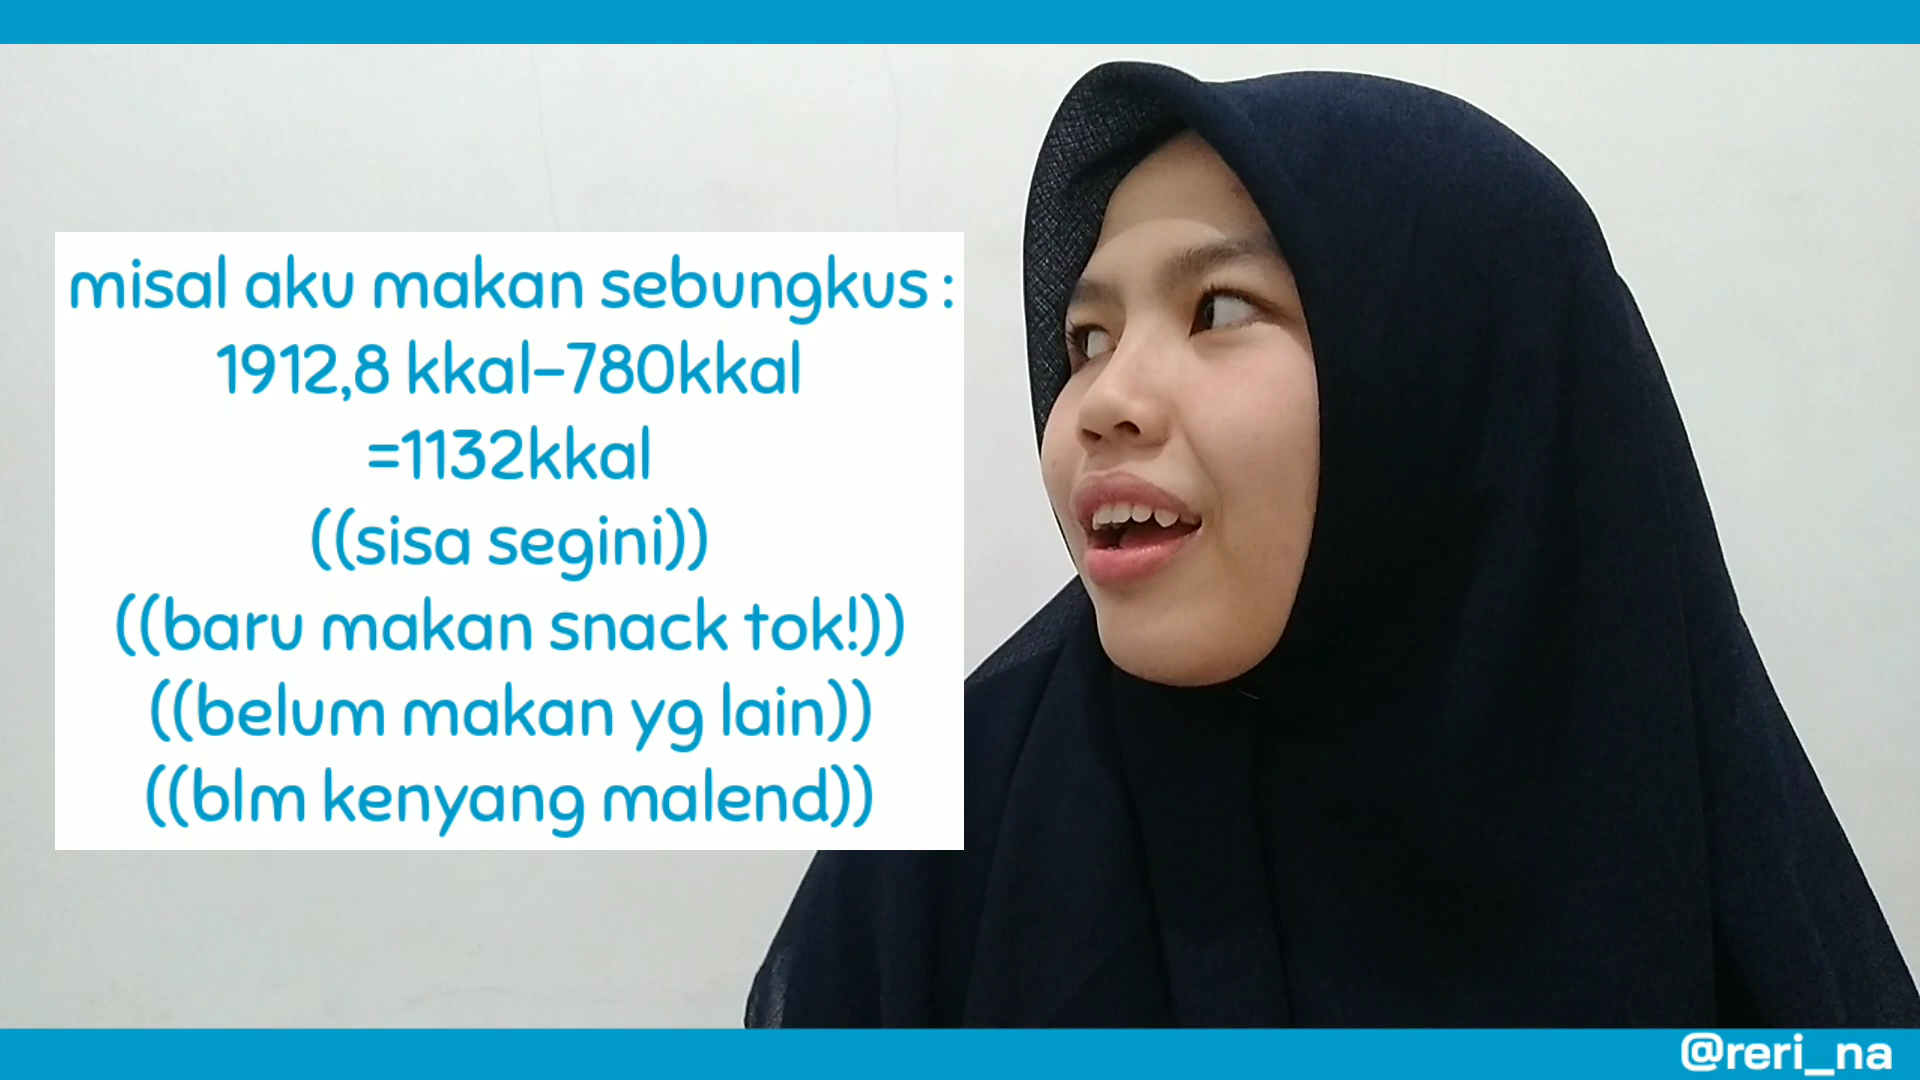 misal aku makan sebungkus :
1912,8 kkal-780kkal
=1132kkal
((sisa segini))
((baru makan snack tok!))
((belum makan yg lain))
((blm kenyang malend))
@reri_na